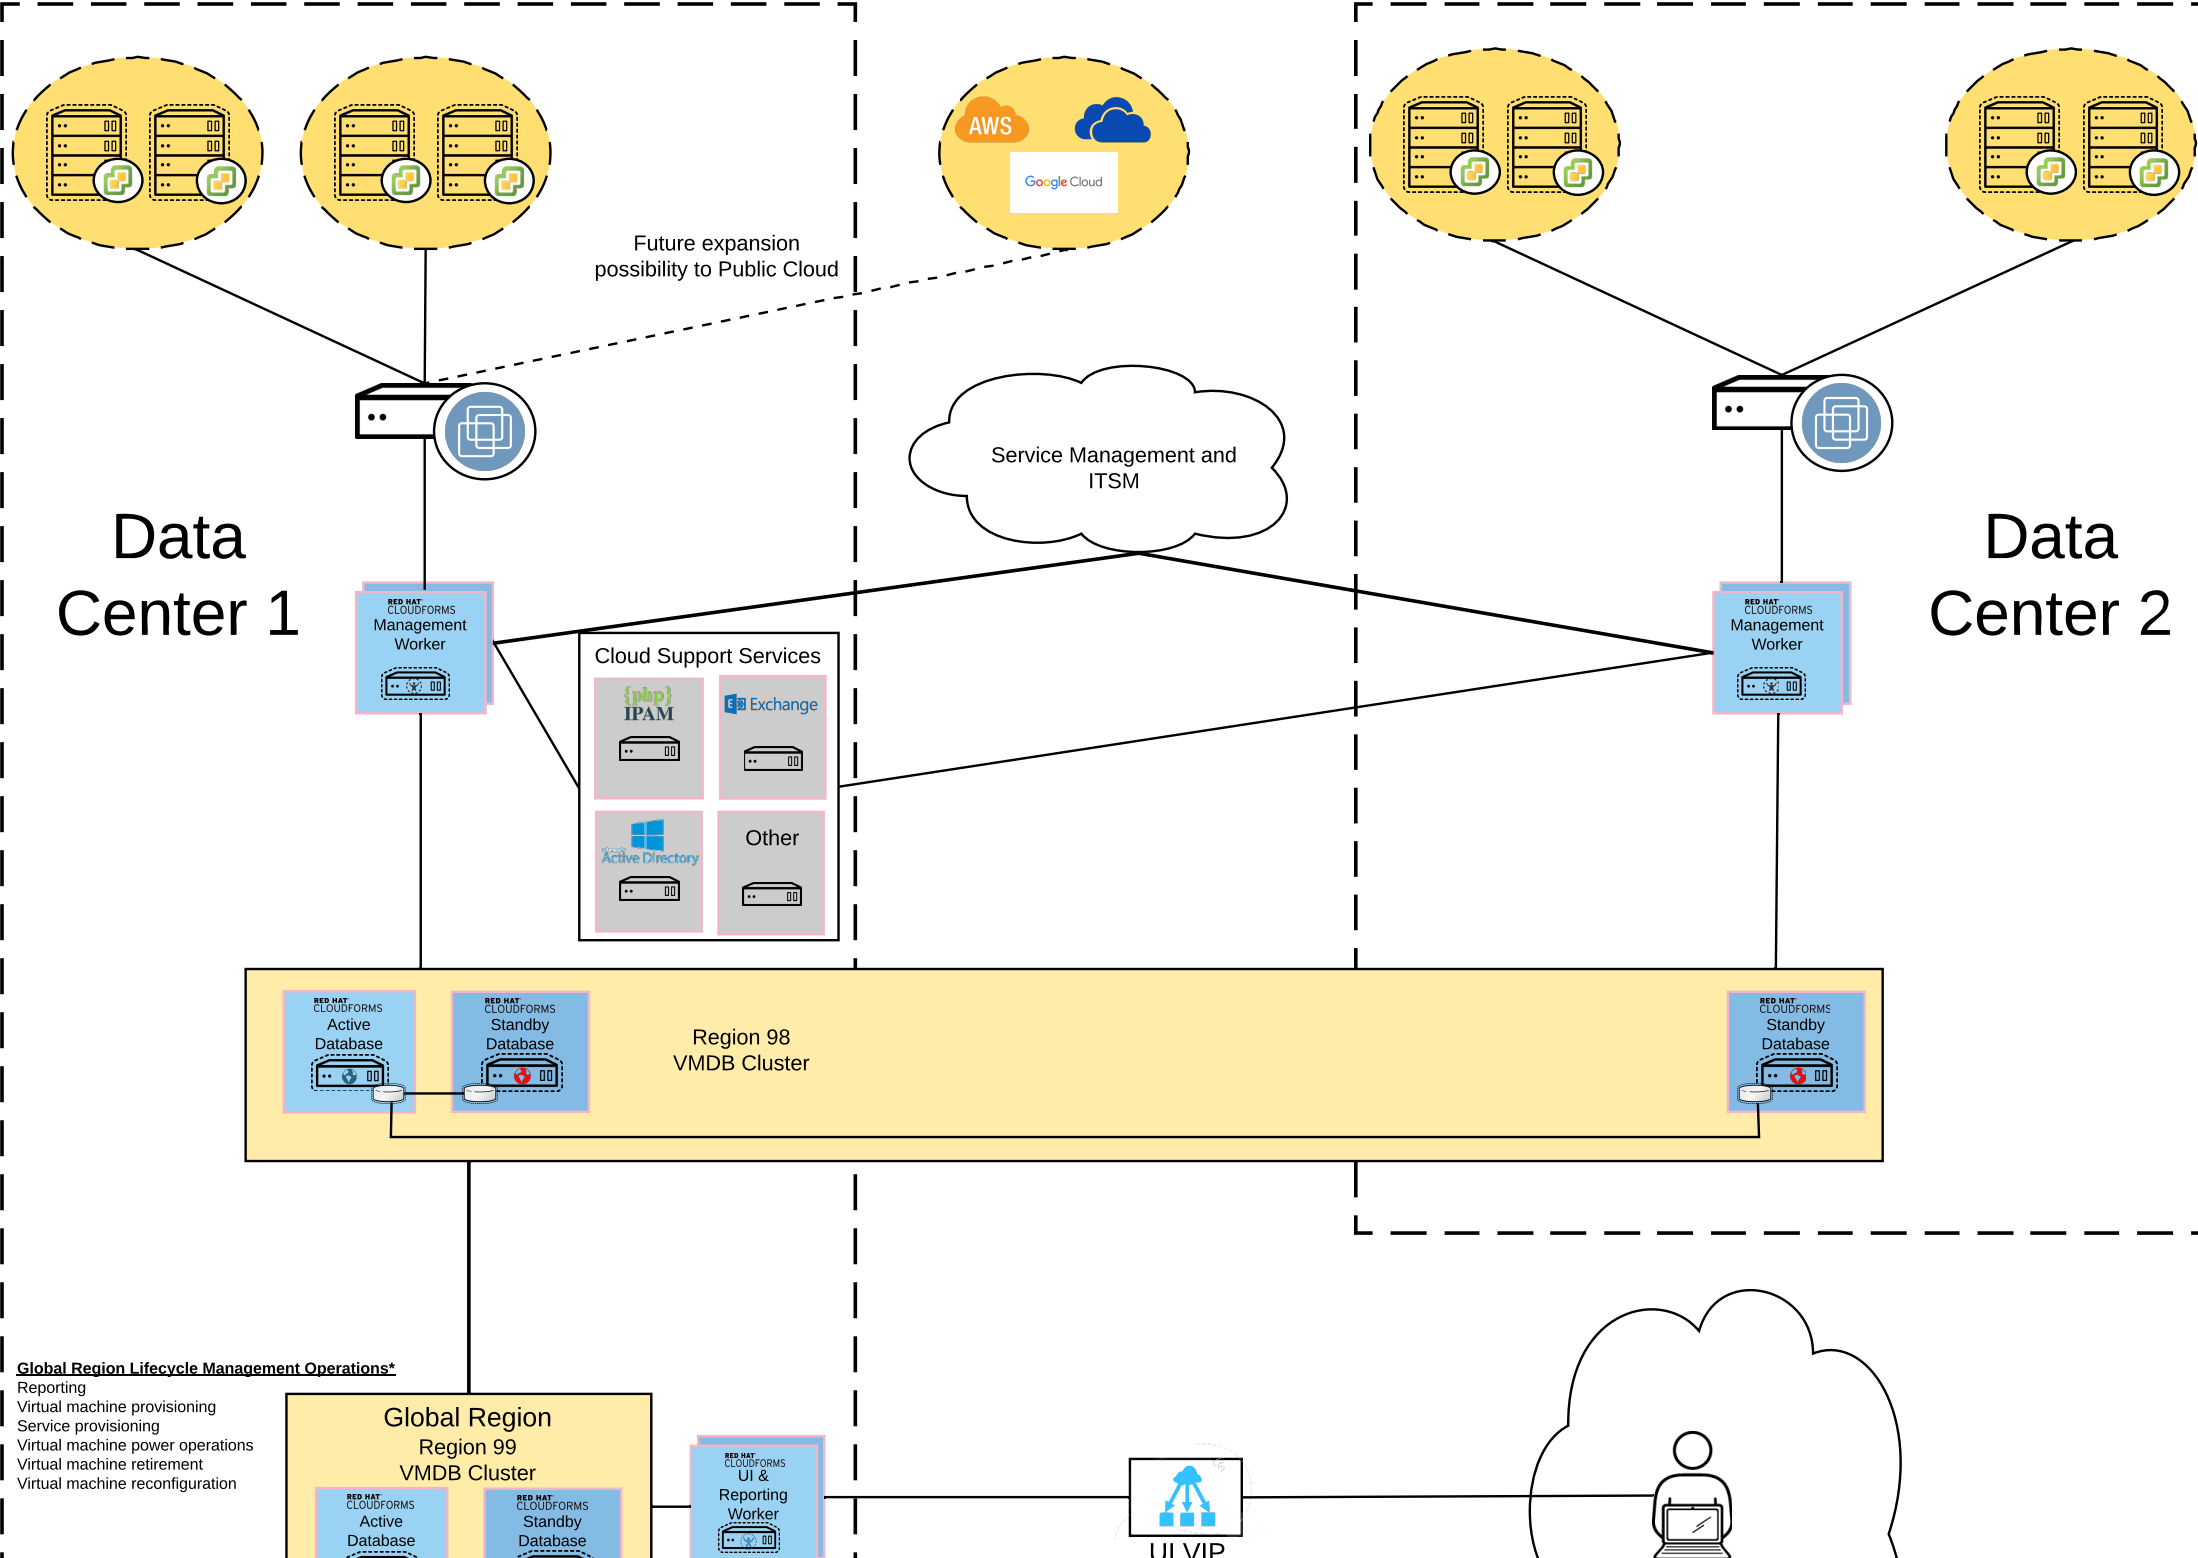 AWS
Google Cloud
Future expansion
possibility to Public Cloud
Service Management and
ITSM
Data
Center 1
Data
Center 2
RED HAT
CLOUDFORMS
Management
Worker
RED HAT
CLOUDFORMS
Management
Worker
Cloud Support Services
{php}
IPAM
E Exchange
Active Directory
Other
RED HAT
CLOUDFORMS
Active
Database
RED HAT
CLOUDFORMS
Standby
Database
Region 98
VMDB Cluster
RED HAT
CLOUDFORMS
Standby
Database
Global Region Lifecycle Management Operations*
Reporting
Virtual machine provisioning
Service provisioning
Virtual machine power operations
Virtual machine retirement
Virtual machine reconfiguration
Global Region
Region 99
VMDB Cluster
RED HAT
CLOUDFORMS
Active
Database
RED HAT
CLOUDFORMS
Standby
Database
RED HAT
CLOUDFORMS
UI &
Reporting
Worker
UI VIP